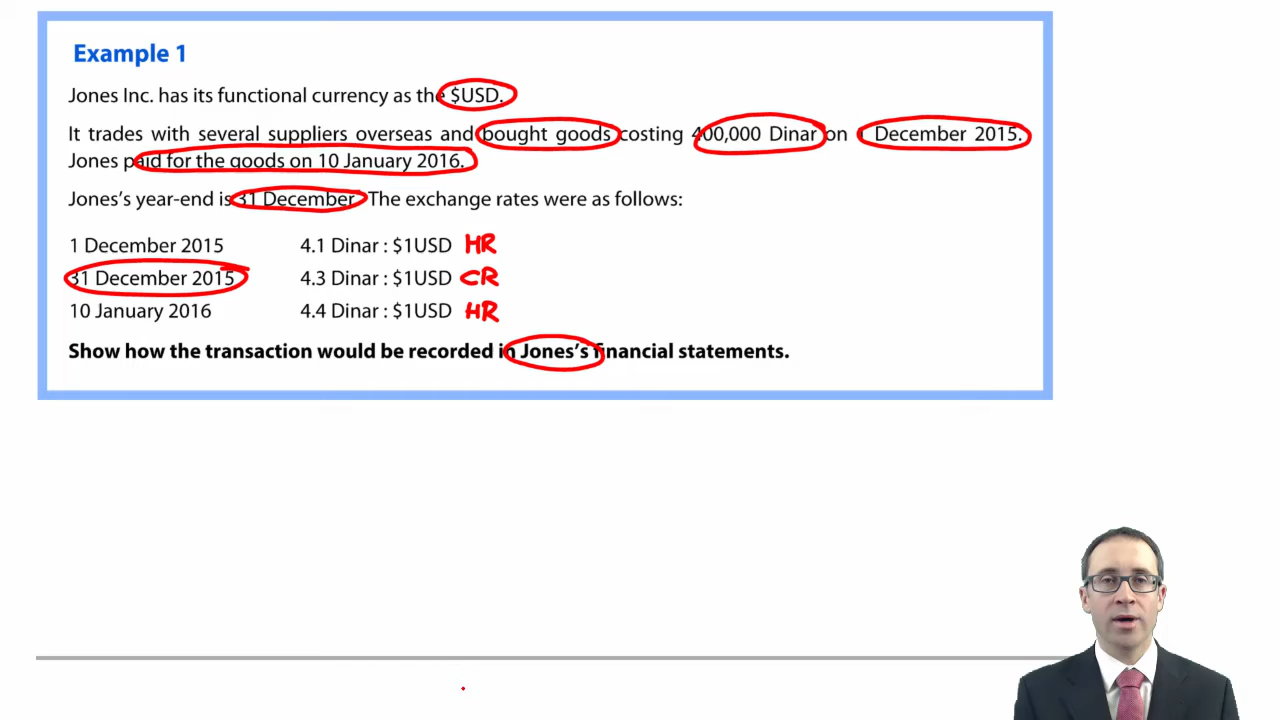 Example 1
Jones Inc. has its functional currency as the $USD.
It trades with several suppliers overseas and bought goods costing 400,000 Dinar on 1 December 2015.
Jones paid for the goods on 10 January 2016.
Jones's year-end is 31 December. The exchange rates were as follows:
1 December 2015 4.1 Dinar : $1USD HR
31 December 2015 4.3 Dinar : $1USD CR
10 January 2016 4.4 Dinar : $1USD HR
Show how the transaction would be recorded in Jones's financial statements.